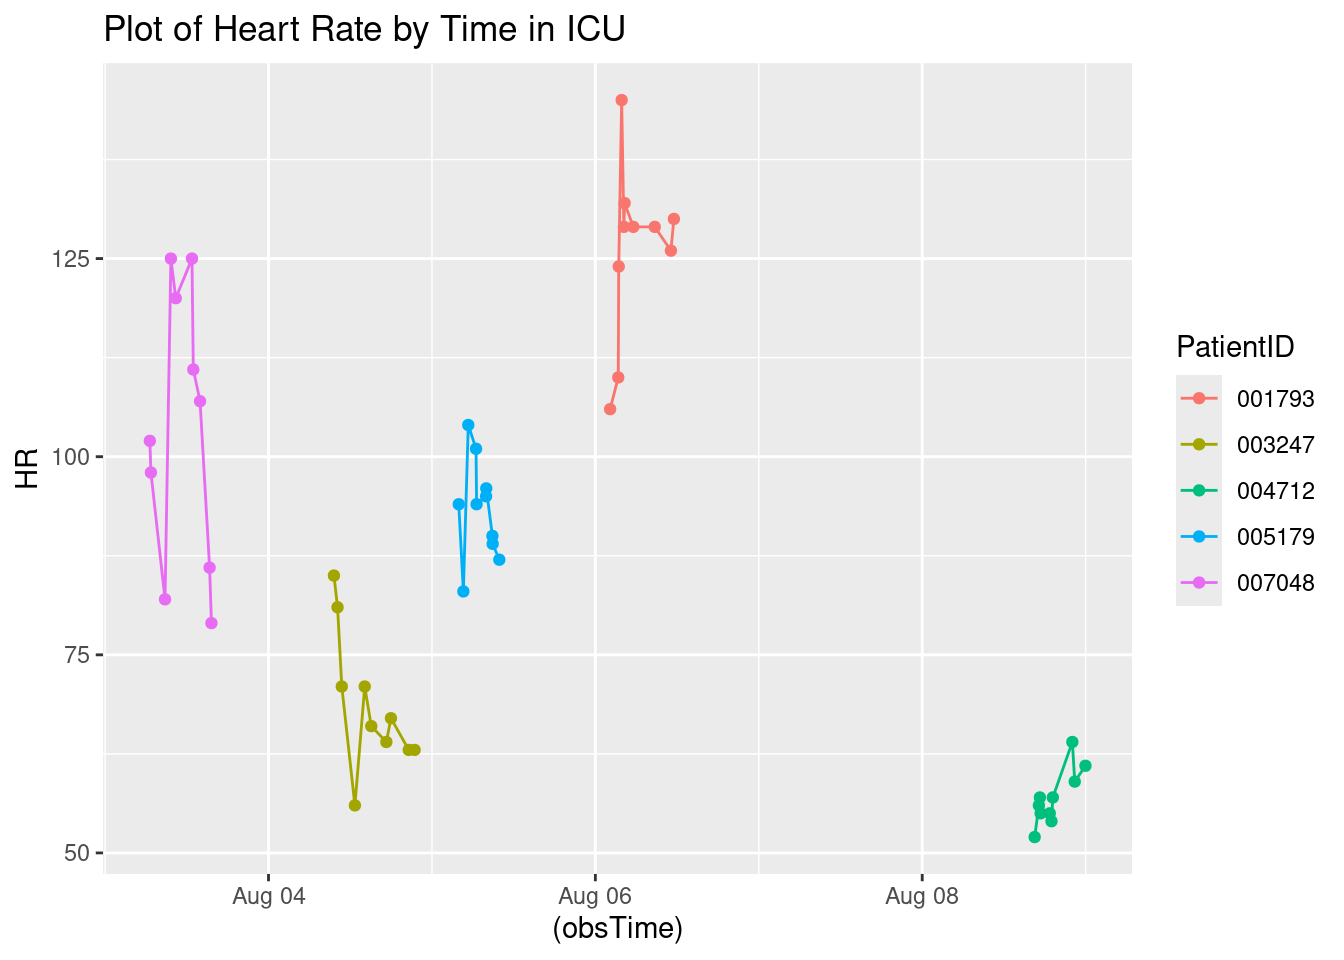 Plot of Heart Rate by Time in ICU
HR
125
100
75
50
Aug 04
Aug 06
Aug 08
(obsTime)
PatientID
001793
003247
004712
005179
007048